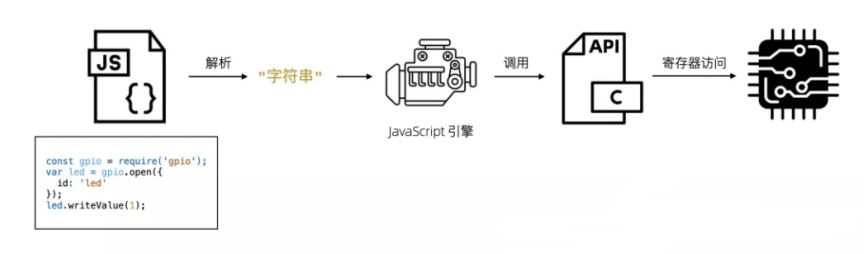 JS
{}
解析
"字符串"
JavaScript 引擎
调用
API
C
寄存器访问
const gpio = require('gpio');
var led = gpio.open({
  id: 'led'
});
led.writeValue(1);